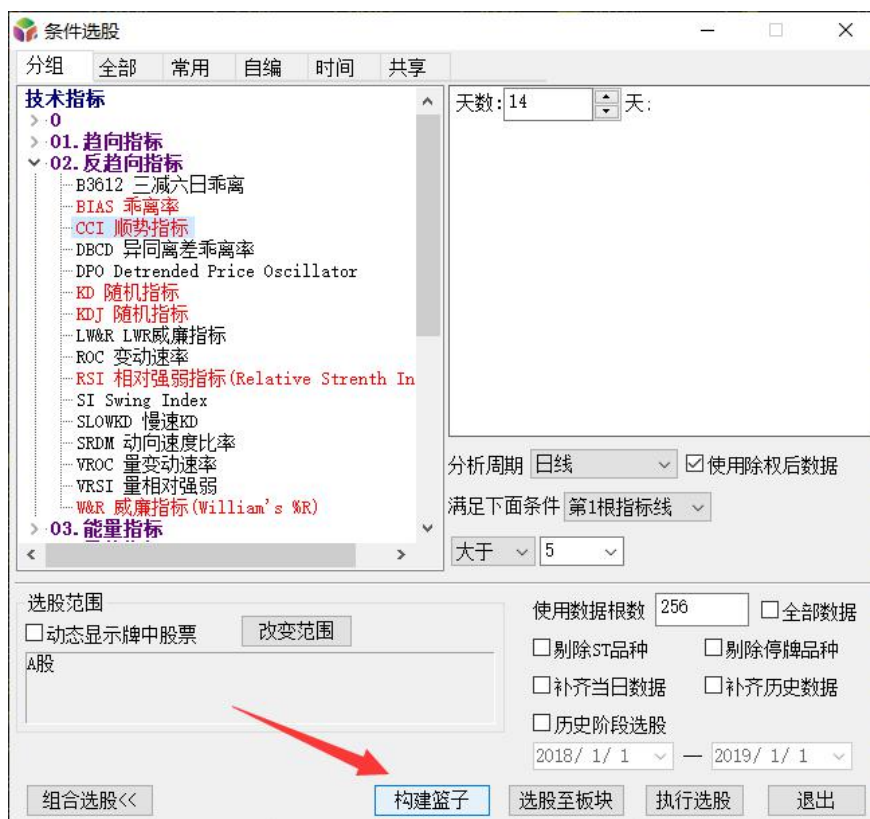 条件选股
分组 全部 常用 自编 时间 共享
技术指标
0
01.趋向指标
02.反趋向指标
B3612 三减六日乖离
BIAS 乖离率
CCI 顺势指标
DBCD 异同离差乖离率
DPO Detrended Price Oscillator
KD 随机指标
KDJ 随机指标
LW&R LWR威廉指标
ROC 变动速率
RSI 相对强弱指标(Relative Strenth In
SI Swing Index
SLOWKD 慢速KD
SRDM 动向速度比率
VROC 量变动速率
VRSI 量相对强弱
W&R 威廉指标(William's %R)
03.能量指标
天数: 14 天;
分析周期 日线 使用除权后数据
满足下面条件 第1根指标线
大于 5
选股范围
动态显示牌中股票 改变范围
A股
使用数据根数 256 全部数据
剔除ST品种 剔除停牌品种
补齐当日数据 补齐历史数据
历史阶段选股
2018/ 1/ 1 — 2019/ 1/ 1
组合选股<< 构建篮子 选股至板块 执行选股 退出